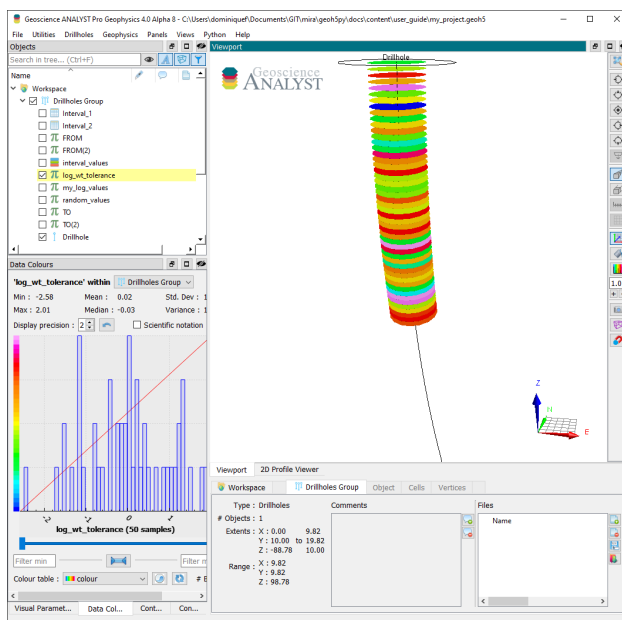 Geoscience ANALYST Pro Geophysics 4.0 Alpha 8 - C:\Users\dominiquef\Documents\GIT\mira\geoh5py\docs\content\user_guide\my_project.geoh5
File Utilities Drillholes Geophysics Panels Views Python Help
Objects
Viewport
Search in tree... (Ctrl+F)
Name
Workspace
Drillholes Group
Interval_1
Interval_2
FROM
FROM(2)
interval_values
log_wt_tolerance
my_log_values
random_values
TO
TO(2)
Drillhole
Drillhole
Geoscience
ANALYST
Z
N
E
1.0
Data Colours
'log_wt_tolerance' within Drillholes Group
Min : -2.58 Mean : 0.02 Std. Dev : 1
Max : 2.01 Median : -0.03 Variance : 1
Display precision : 2 Scientific notation
-2 -1 0 1
log_wt_tolerance (50 samples)
Filter min Filter m
Colour table : colour # B
Visual Paramet... Data Col... Cont... Con...
Viewport 2D Profile Viewer
Workspace Drillholes Group Object Cells Vertices
Type : Drillholes
# Objects : 1
Extents : X : 0.00 9.82
Y : 10.00 to 19.82
Z : -88.78 10.00
Range : X : 9.82
Y : 9.82
Z : 98.78
Comments
Files
Name